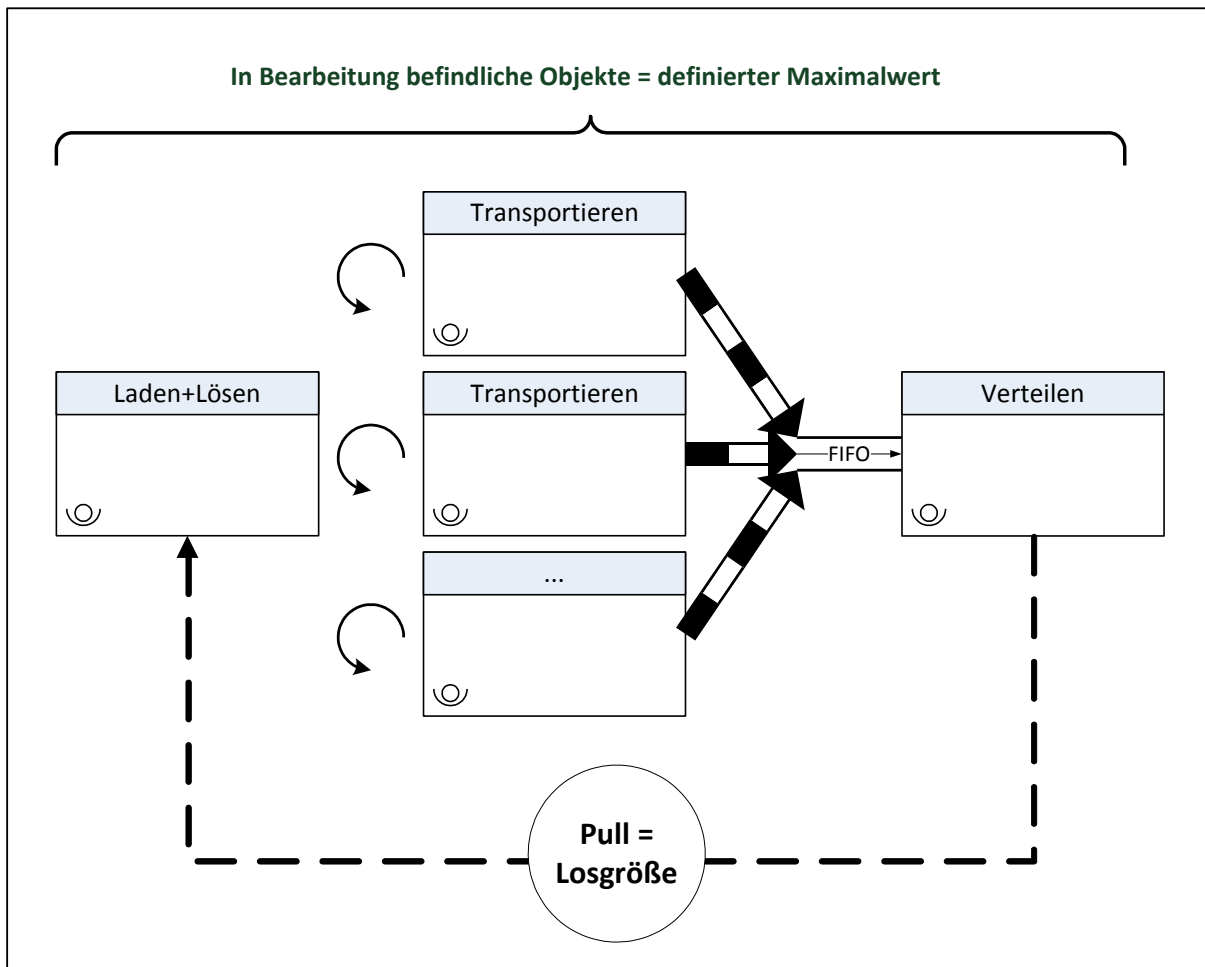 In Bearbeitung befindliche Objekte = definierter Maximalwert
Transportieren
Laden+Lösen
Transportieren
Verteilen
FIFO
...
Pull =
Losgröße